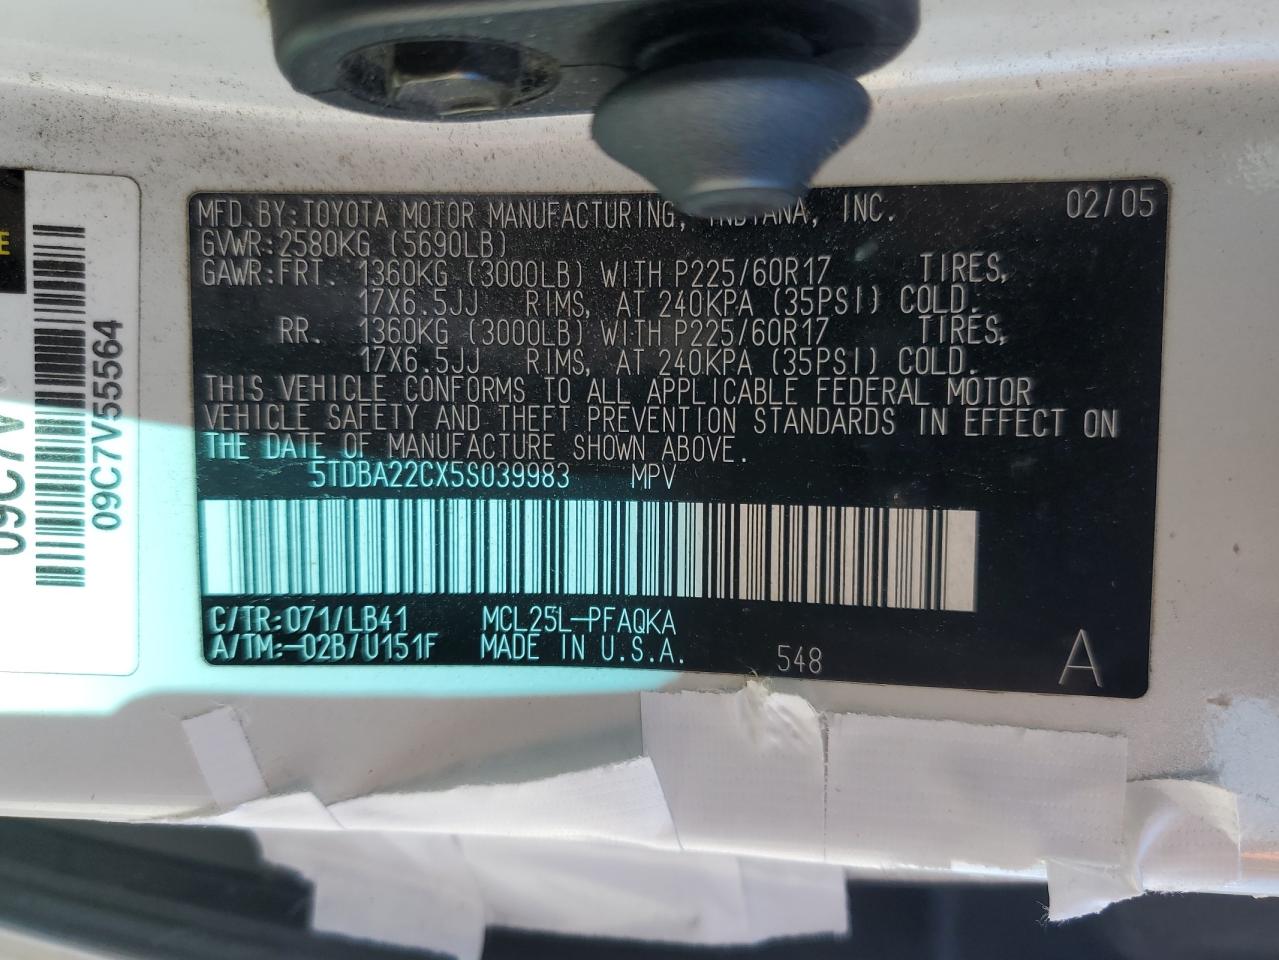 MFD.BY:TOYOTA MOTOR MANUFACTURING, INDIANA, INC. 02/05
GVWR:2580KG (5690LB)
GAWR:FRT. 1360KG (3000LB) WITH P225/60R17 TIRES,
17X6.5JJ RIMS, AT 240KPA (35PSI) COLD.
RR. 1360KG (3000LB) WITH P225/60R17 TIRES,
17X6.5JJ RIMS, AT 240KPA (35PSI) COLD.
THIS VEHICLE CONFORMS TO ALL APPLICABLE FEDERAL MOTOR
VEHICLE SAFETY AND THEFT PREVENTION STANDARDS IN EFFECT ON
THE DATE OF MANUFACTURE SHOWN ABOVE.
5TDBA22CX5S039983 MPV
C/TR:071/LB41 MCL25L-PFAQKA
A/TM:-02B/U151F MADE IN U.S.A. 548 A
09C7V55564
09C7V